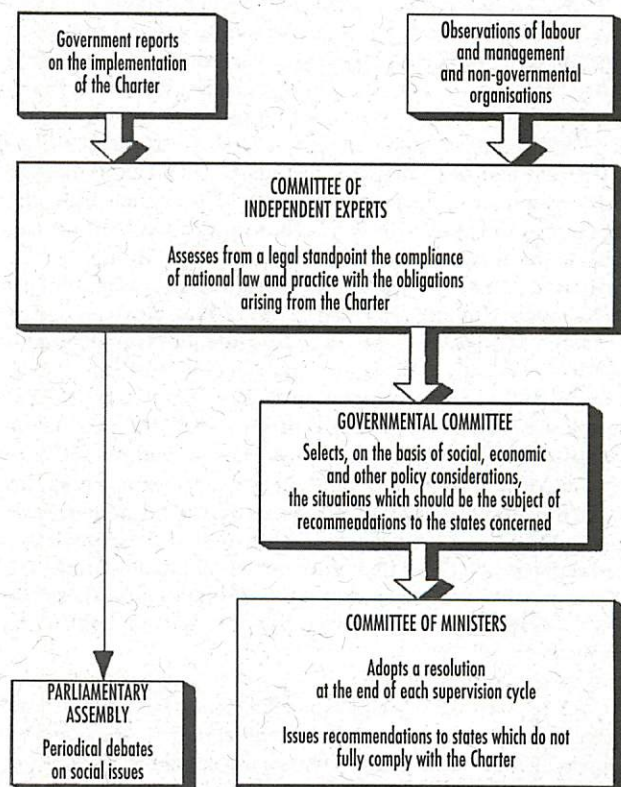 Government reports
on the implementation
of the Charter
Observations of labour
and management
and non-governmental
organisations
COMMITTEE OF
INDEPENDENT EXPERTS
Assesses from a legal standpoint the compliance
of national law and practice with the obligations
arising from the Charter
GOVERNMENTAL COMMITTEE
Selects, on the basis of social, economic
and other policy considerations,
the situations which should be the subject of
recommendations to the states concerned
COMMITTEE OF MINISTERS
Adopts a resolution
at the end of each supervision cycle
Issues recommendations to states which do not
fully comply with the Charter
PARLIAMENTARY
ASSEMBLY
Periodical debates
on social issues